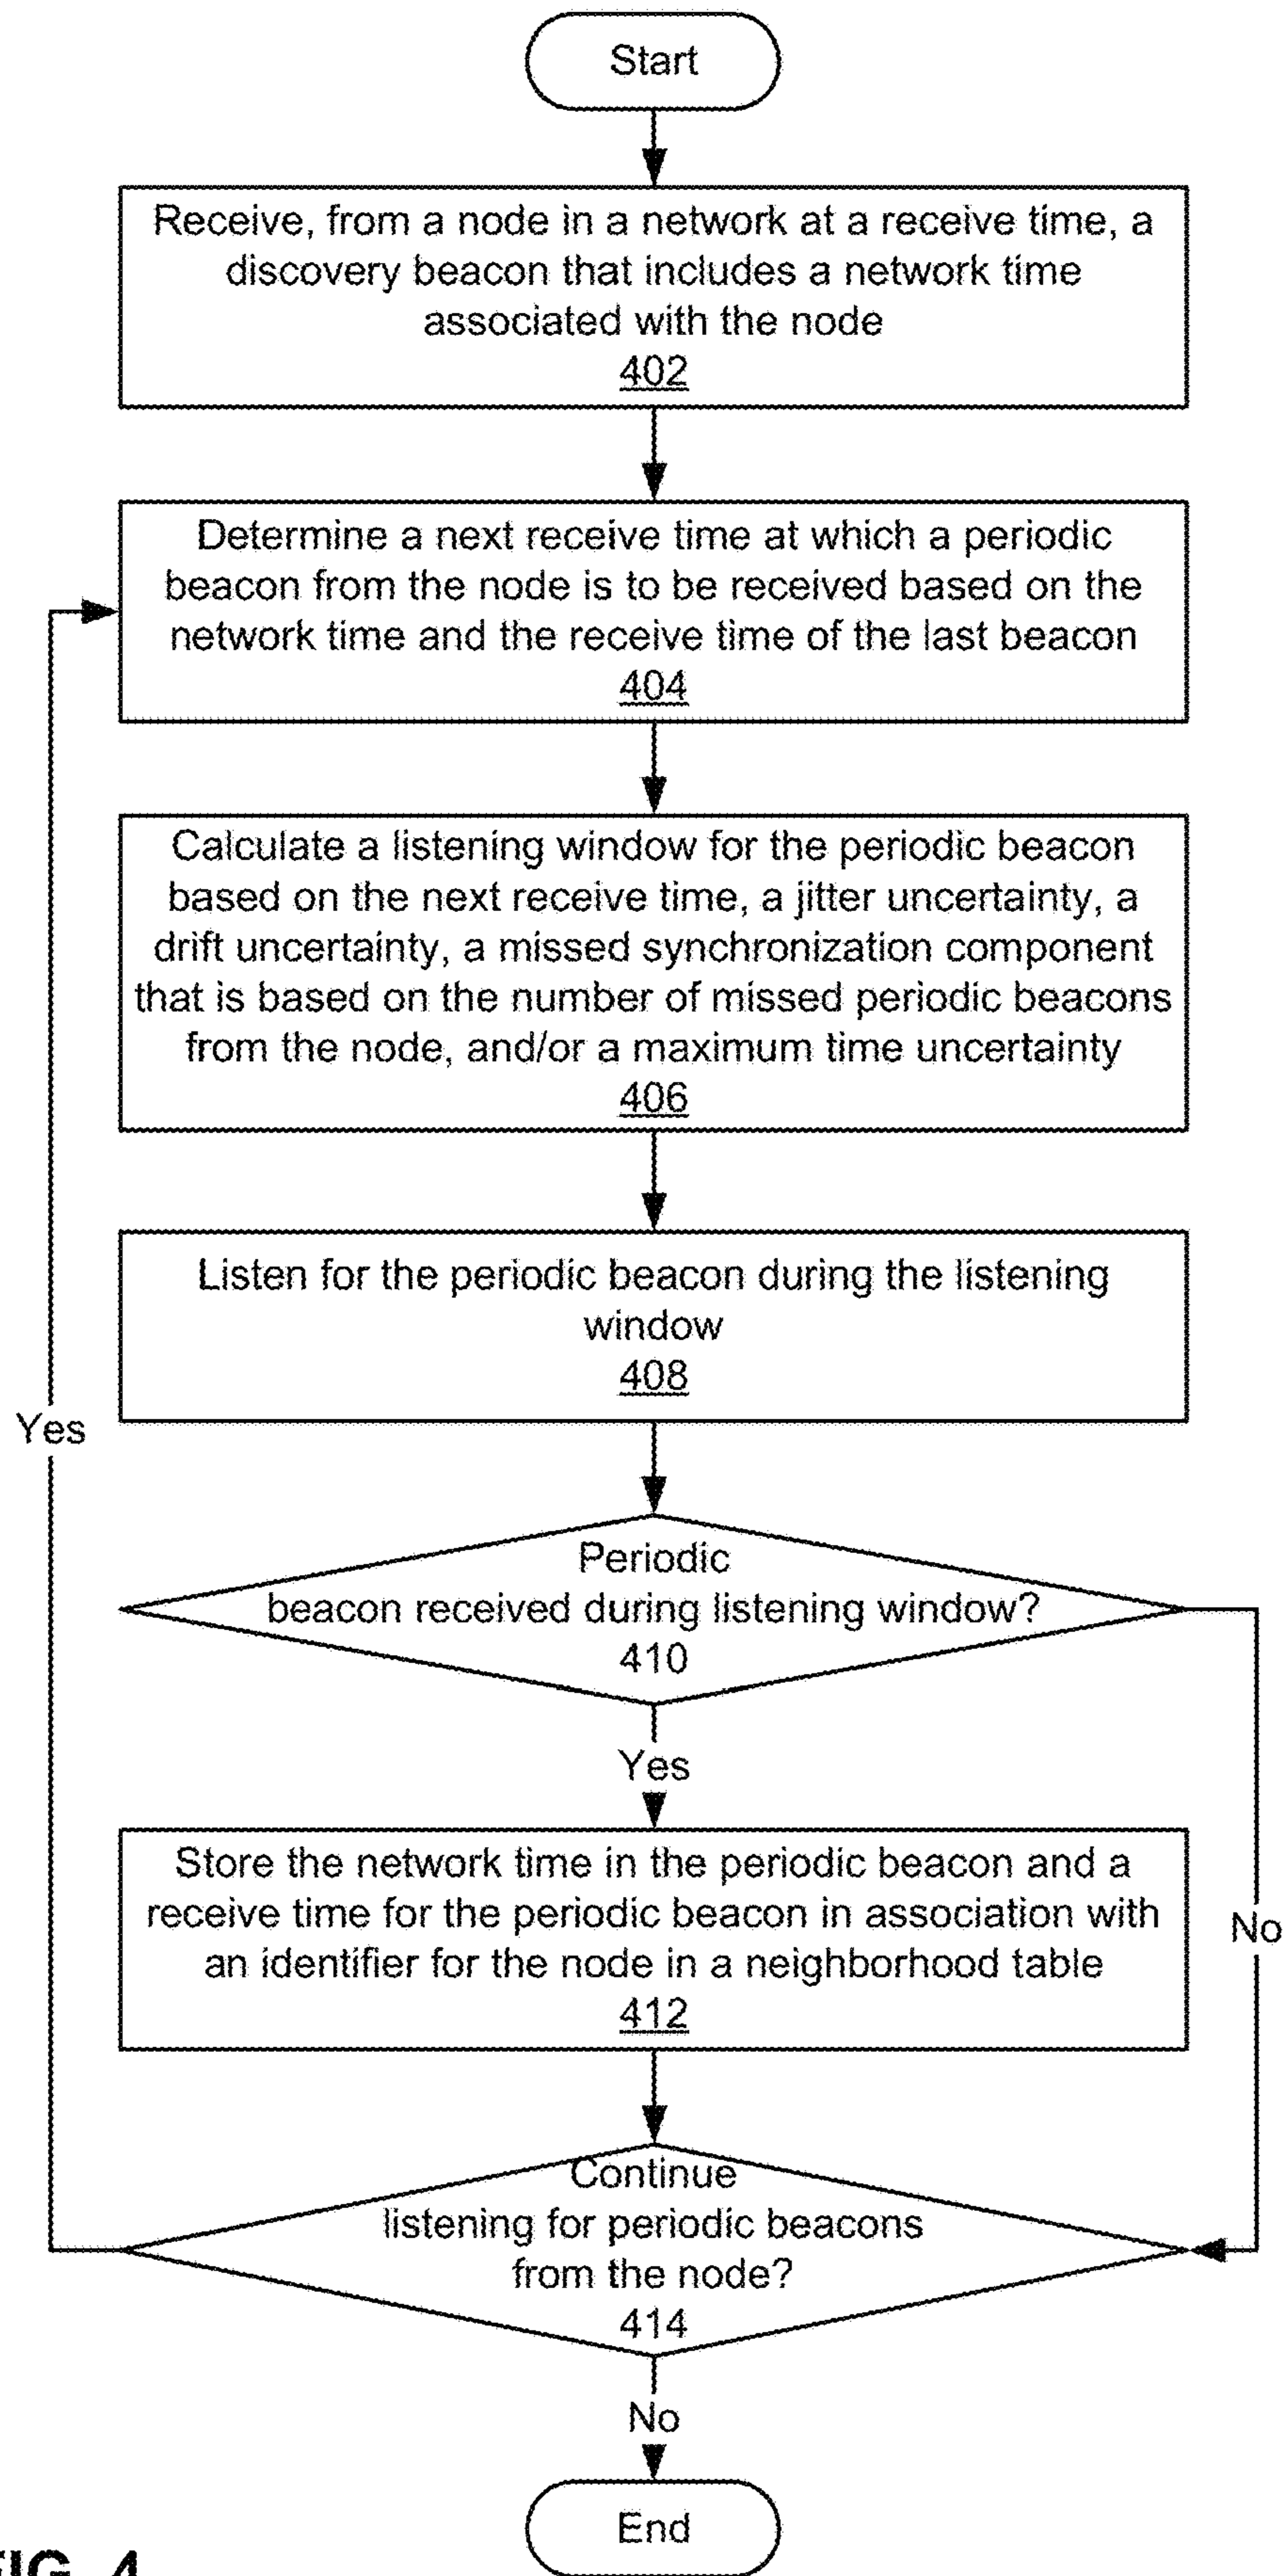 Start
Receive, from a node in a network at a receive time, a
discovery beacon that includes a network time
associated with the node
402
Determine a next receive time at which a periodic
beacon from the node is to be received based on the
network time and the receive time of the last beacon
404
Calculate a listening window for the periodic beacon
based on the next receive time, a jitter uncertainty, a
drift uncertainty, a missed synchronization component
that is based on the number of missed periodic beacons
from the node, and/or a maximum time uncertainty
406
Listen for the periodic beacon during the listening
window
408
Yes
Periodic
beacon received during listening window?
410
Yes
Store the network time in the periodic beacon and a
receive time for the periodic beacon in association with
an identifier for the node in a neighborhood table
412
No
Continue
listening for periodic beacons
from the node?
414
No
End
FIG. 4